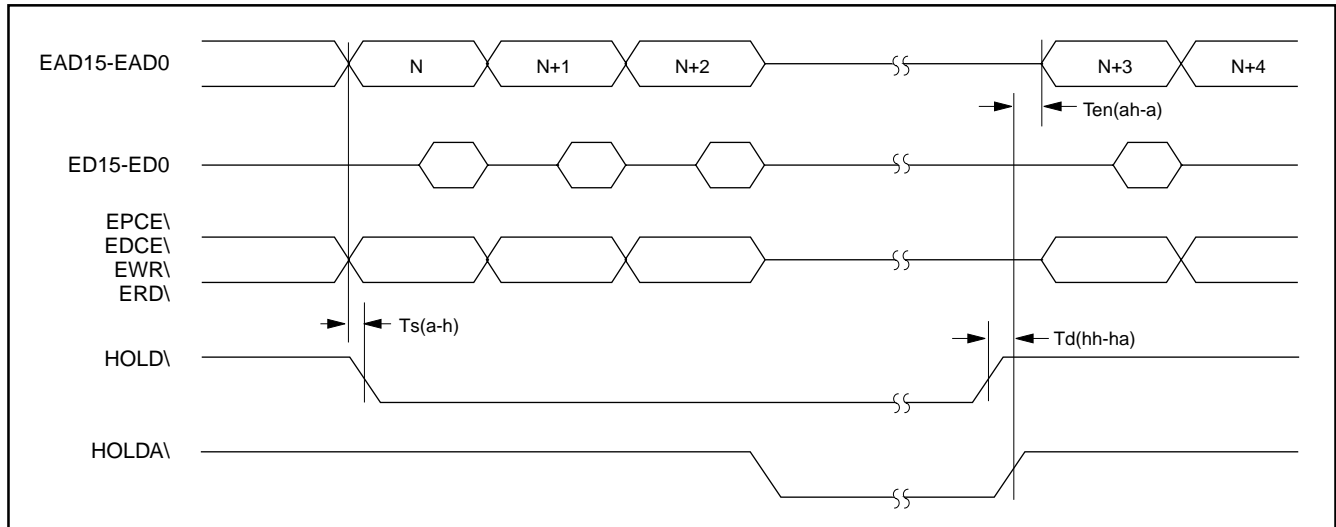 EAD15-EAD0
N
N+1
N+2
N+3
N+4
Ten(ah-a)
ED15-ED0
EPCE\
EDCE\
EWR\
ERD\
Ts(a-h)
Td(hh-ha)
HOLD\
HOLDA\